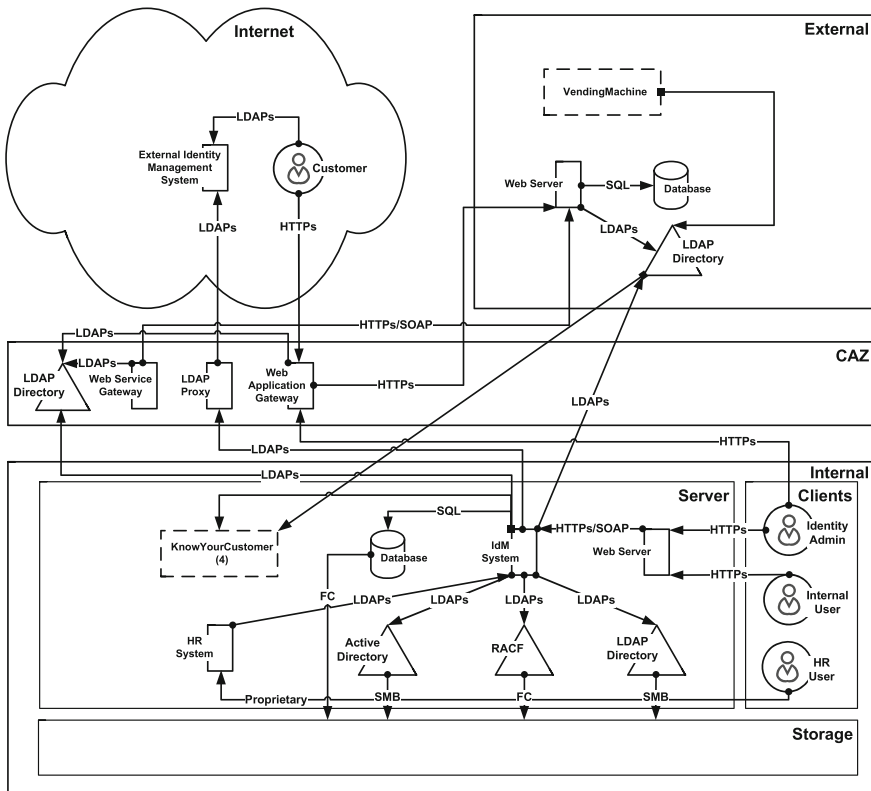 Internet
External
LDAPs
VendingMachine
External Identity
Management
System
Customer
Web Server
SQL
Database
LDAPs
HTTPs
LDAPs
LDAP
Directory
HTTPs/SOAP
LDAPs
CAZ
LDAPs
LDAP
Directory
Web Service
Gateway
LDAP
Proxy
Web
Application
Gateway
HTTPs
LDAPs
HTTPs
LDAPs
LDAPs
Internal
Server
Clients
SQL
KnowYourCustomer
(4)
Database
IdM
System
HTTPs/SOAP
Web Server
HTTPs
Identity
Admin
HTTPs
FC
LDAPs
LDAPs
LDAPs
LDAPs
Internal
User
HR
System
Active
Directory
RACF
LDAP
Directory
HR
User
Proprietary
SMB
FC
SMB
Storage